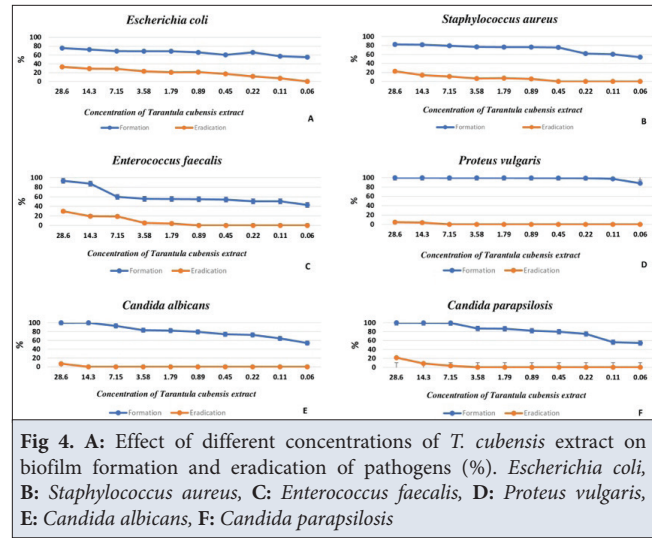 Escherichia coli
100
80
60
40
20
0
%
28.6 14.3 7.15 3.58 1.79 0.89 0.45 0.22 0.11 0.06
Concentration of Tarantula cubensis extract
A
Formation Eradication
Staphylococcus aureus
100
80
60
40
20
0
%
28.6 14.3 7.15 3.58 1.79 0.89 0.45 0.22 0.11 0.06
Concentration of Tarantula cubensis extract
B
Formation Eradication
Enterococcus faecalis
100
80
60
40
20
0
%
28.6 14.3 7.15 3.58 1.79 0.89 0.45 0.22 0.11 0.06
Concentration of Tarantula cubensis extract
C
Formation Eradication
Proteus vulgaris
100
80
60
40
20
0
%
28.6 14.3 7.15 3.58 1.79 0.89 0.45 0.22 0.11 0.06
Concentration of Tarantula cubensis extract
D
Formation Eradication
Candida albicans
100
80
60
40
20
0
%
28.6 14.3 7.15 3.58 1.79 0.89 0.45 0.22 0.11 0.06
Concentration of Tarantula cubensis extract
E
Formation Eradication
Candida parapsilosis
100
80
60
40
20
0
%
28.6 14.3 7.15 3.58 1.79 0.89 0.45 0.22 0.11 0.06
Concentration of Tarantula cubensis extract
F
Formation Eradication
Fig 4. A: Effect of different concentrations of T. cubensis extract on
biofilm formation and eradication of pathogens (%). Escherichia coli,
B: Staphylococcus aureus, C: Enterococcus faecalis, D: Proteus vulgaris,
E: Candida albicans, F: Candida parapsilosis